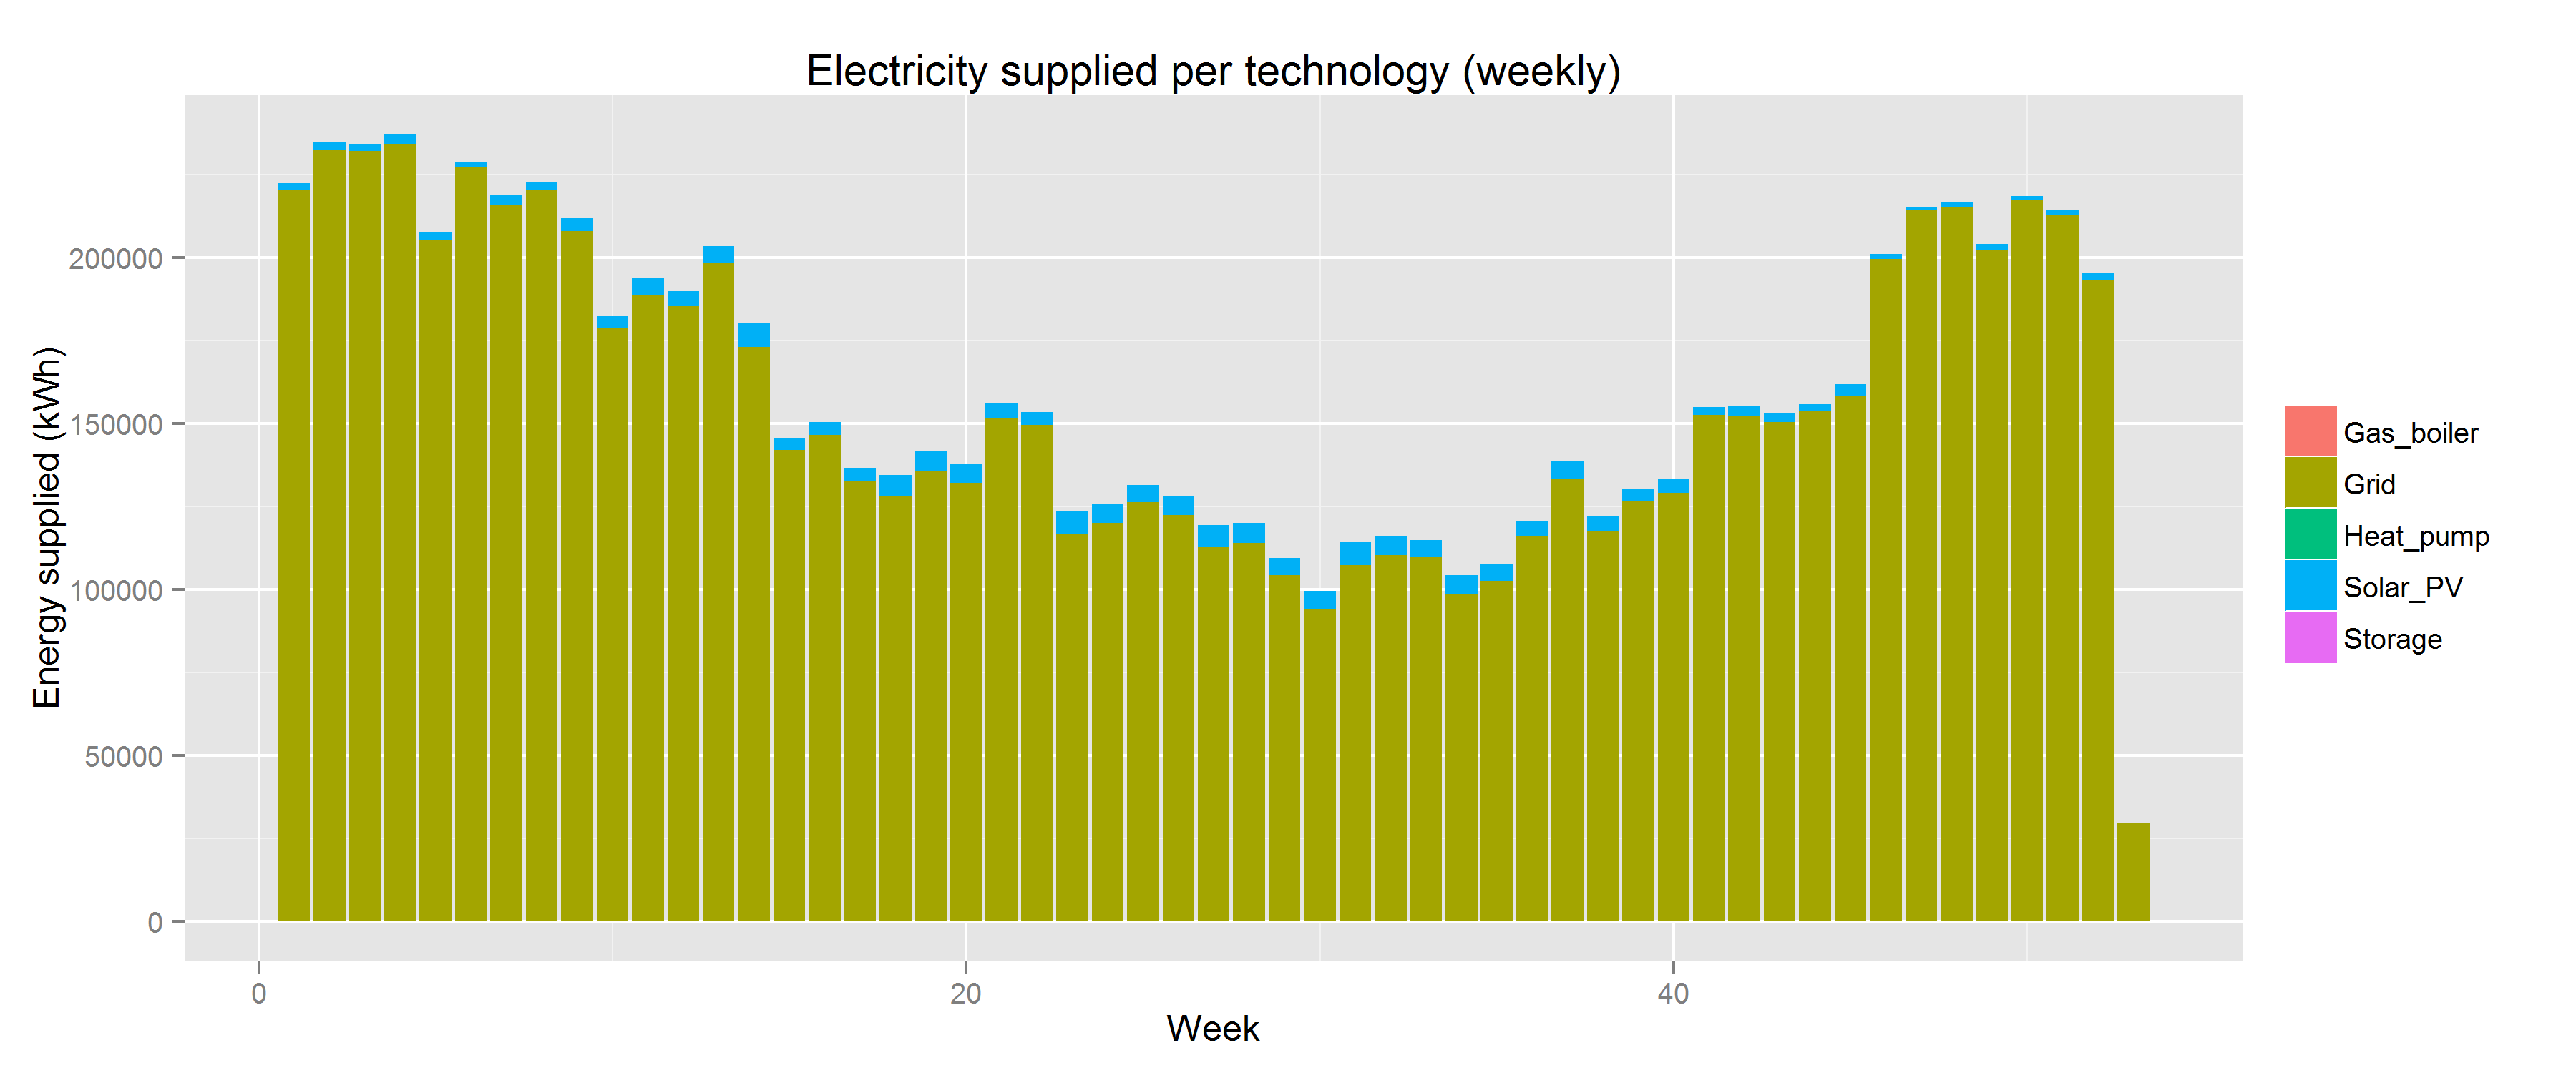 Electricity supplied per technology (weekly)
Energy supplied (kWh)
200000
150000
100000
50000
0
0
20
40
Week
Gas_boiler
Grid
Heat_pump
Solar_PV
Storage